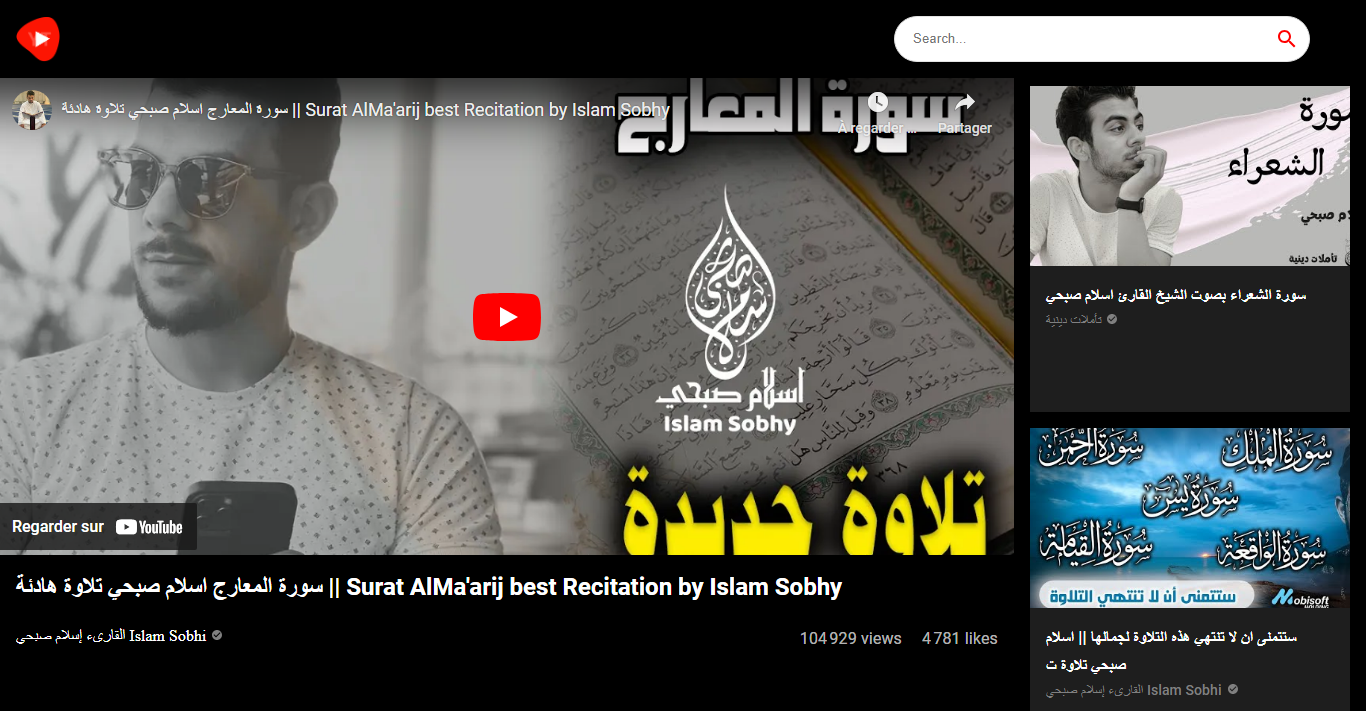 Search...
سورة المعارج اسلام صبحي تلاوة هادئة || Surat AlMa'arij best Recitation by Islam Sobhy
À regarder ...
Partager
سورة المعارج
اسلام صبحي
Islam Sobhy
تلاوة جديدة
Regarder sur YouTube
سورة المعارج اسلام صبحي تلاوة هادئة || Surat AlMa'arij best Recitation by Islam Sobhy
القارىء إسلام صبحي Islam Sobhi
104 929 views
4 781 likes
سورة
الشعراء
صبحي
تأملات دينية
سورة الشعراء بصوت الشيخ القارئ اسلام صبحي
تأملات دينية
سورة الملك
سورة الرحمن
سورة يس
سورة الواقعة
سورة القيامة
ستتمنى أن لا تنتهي التلاوة
Mobisoft
ستتمنى ان لا تنتهي هذه التلاوة لجمالها || اسلام
صبحي تلاوة ت
القارىء إسلام صبحي Islam Sobhi